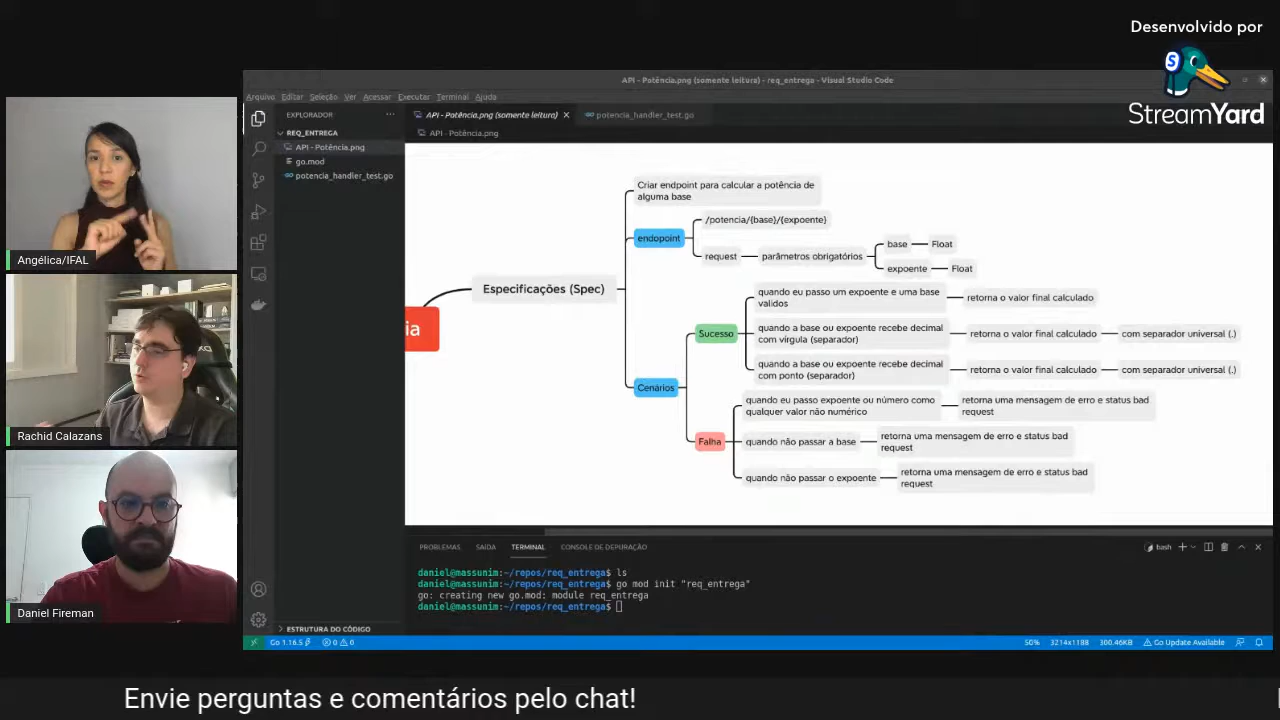 Desenvolvido por
StreamYard
API - Potência.png (somente leitura) - req_entrega - Visual Studio Code
Arquivo Editar Seleção Ver Acessar Executar Terminal Ajuda
EXPLORADOR
REQ_ENTREGA
API - Potência.png
go.mod
potencia_handler_test.go
ESTRUTURA DO CÓDIGO
API - Potência.png (somente leitura)
potencia_handler_test.go
API - Potência.png
ia
Especificações (Spec)
Criar endpoint para calcular a potência de
alguma base
endopoint
/potencia/{base}/{expoente}
request
parâmetros obrigatórios
base
Float
expoente
Float
Cenários
Sucesso
quando eu passo um expoente e uma base
validos
retorna o valor final calculado
quando a base ou expoente recebe decimal
com vírgula (separador)
retorna o valor final calculado
com separador universal (.)
quando a base ou expoente recebe decimal
com ponto (separador)
retorna o valor final calculado
com separador universal (.)
Falha
quando eu passo expoente ou número como
qualquer valor não numérico
retorna uma mensagem de erro e status bad
request
quando não passar a base
retorna uma mensagem de erro e status bad
request
quando não passar o expoente
retorna uma mensagem de erro e status bad
request
PROBLEMAS SAÍDA TERMINAL CONSOLE DE DEPURAÇÃO
bash
daniel@massunim:~/repos/req_entrega$ ls
daniel@massunim:~/repos/req_entrega$ go mod init "req_entrega"
go: creating new go.mod: module req_entrega
daniel@massunim:~/repos/req_entrega$
Go 1.16.5
0 0
50% 3214x1188 300.46KB Go Update Available
Angélica/IFAL
Rachid Calazans
Daniel Fireman
Envie perguntas e comentários pelo chat!